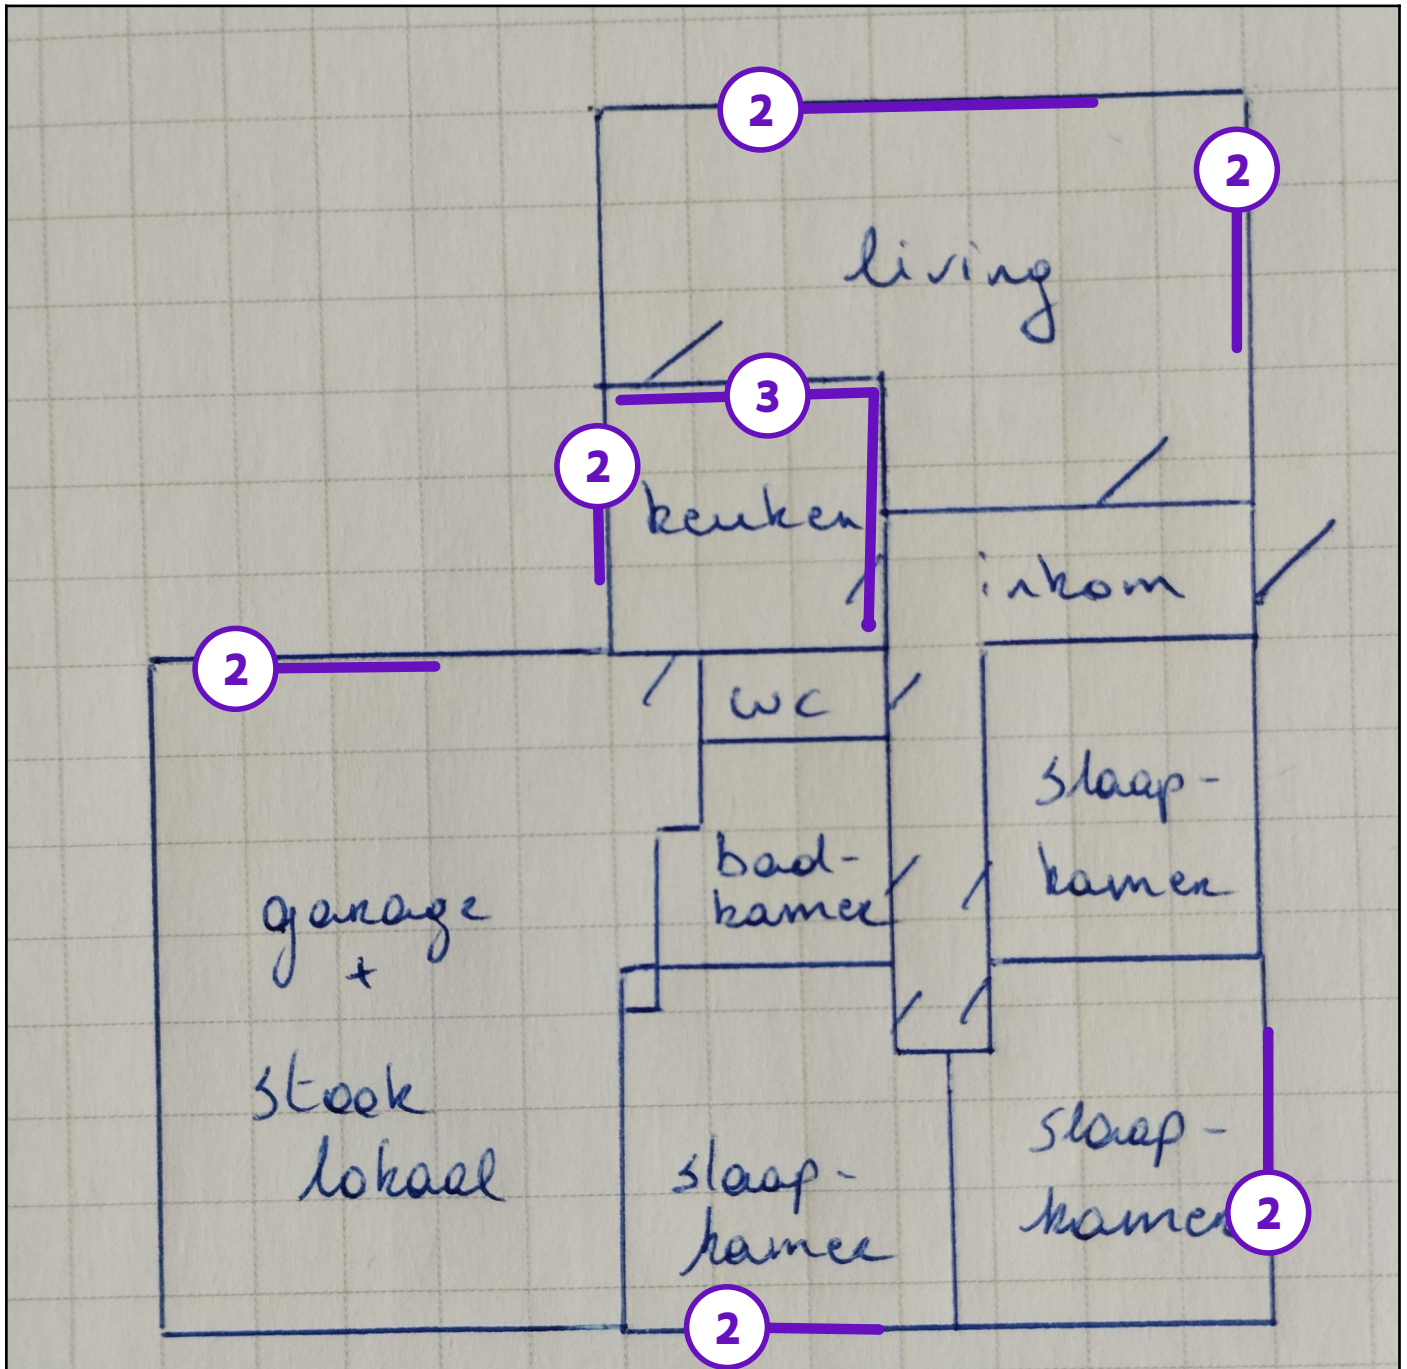 2
2
living
3
2
keuken
inkom
2
wc
slaap-
kamer
bad-
kamer
garage
+
stook
lokaal
slaap-
kamer
slaap-
kamer
2
2